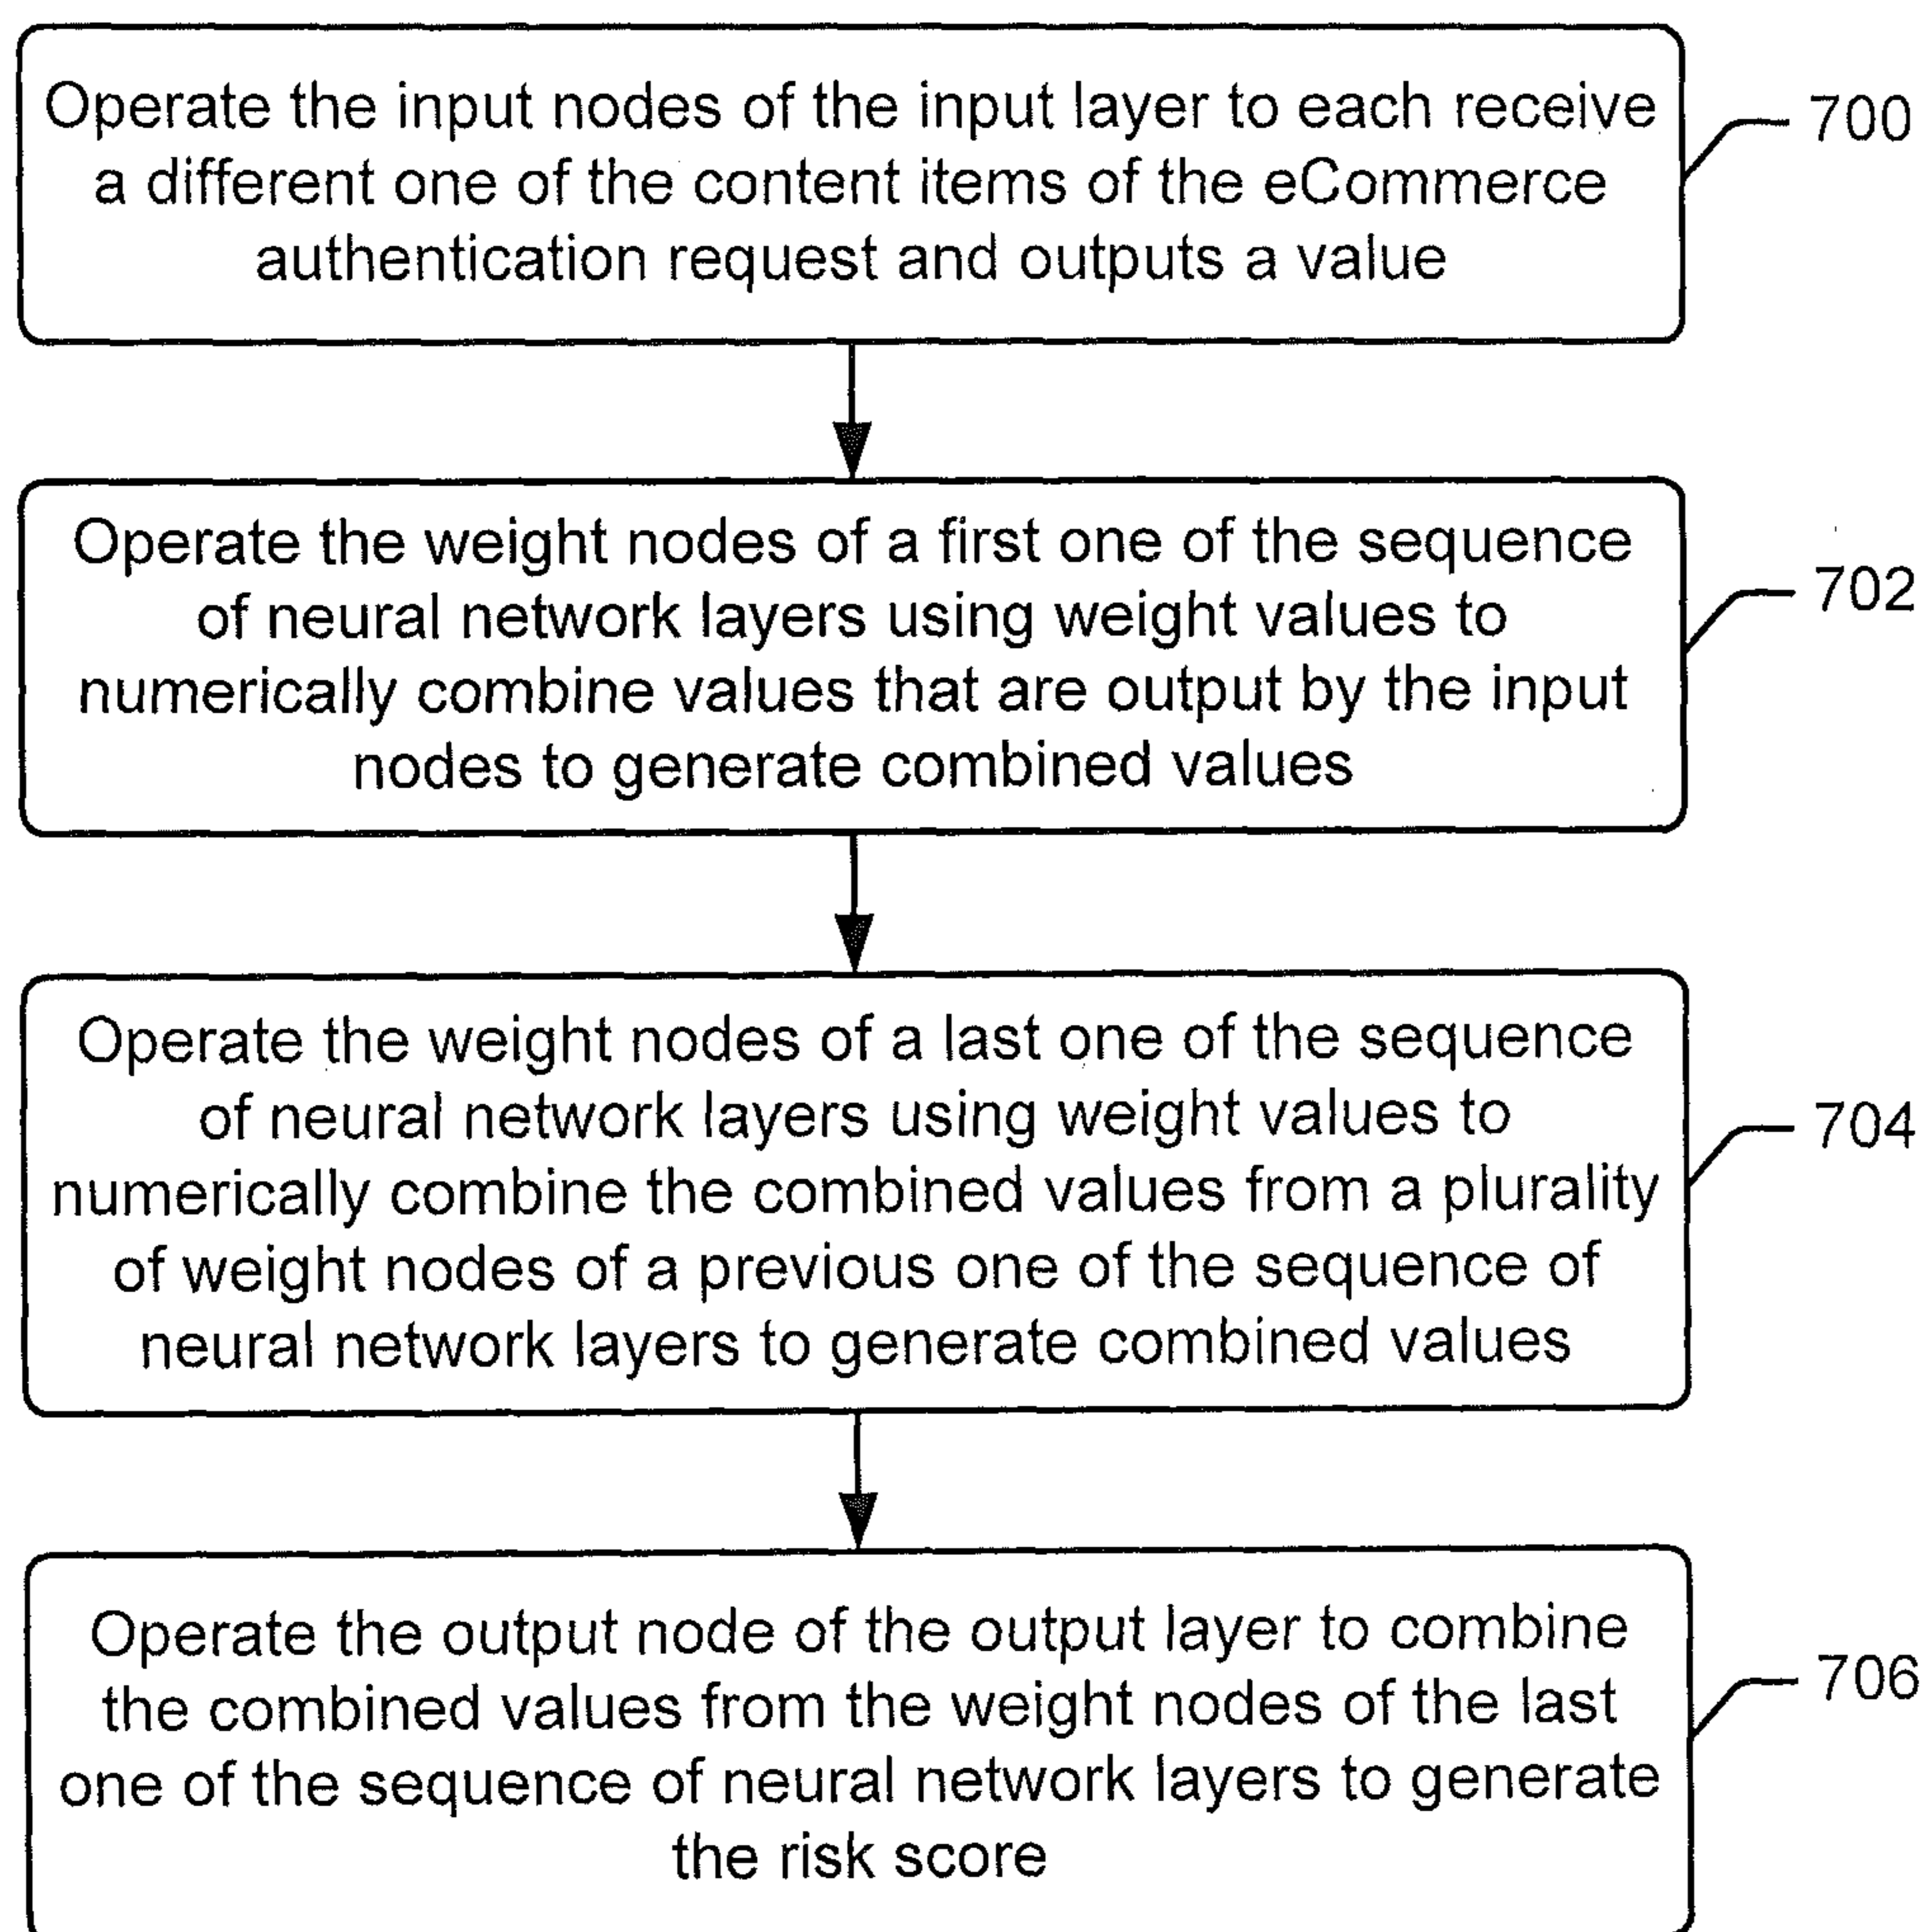 Operate the input nodes of the input layer to each receive
a different one of the content items of the eCommerce
authentication request and outputs a value
700
Operate the weight nodes of a first one of the sequence
of neural network layers using weight values to
numerically combine values that are output by the input
nodes to generate combined values
702
Operate the weight nodes of a last one of the sequence
of neural network layers using weight values to
numerically combine the combined values from a plurality
of weight nodes of a previous one of the sequence of
neural network layers to generate combined values
704
Operate the output node of the output layer to combine
the combined values from the weight nodes of the last
one of the sequence of neural network layers to generate
the risk score
706